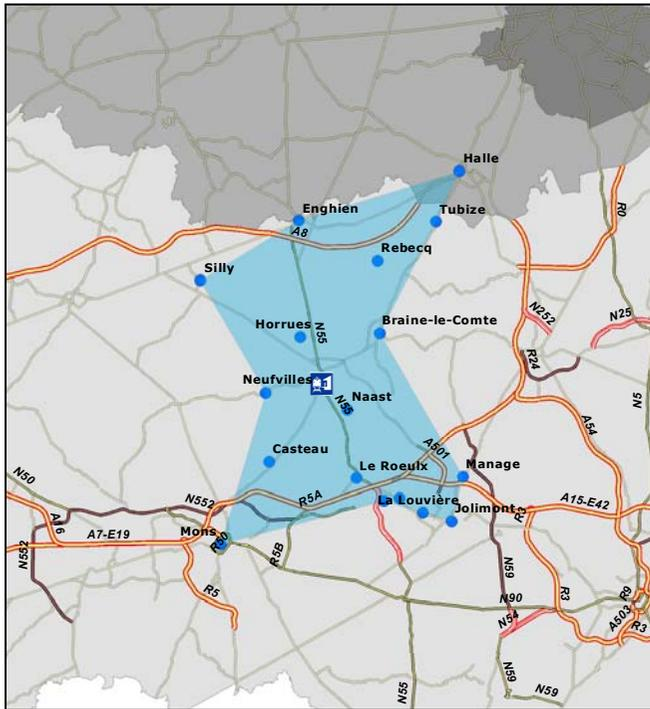 Halle
Enghien
Tubize
R0
A8
Rebecq
Silly
N252
N25
Horrues
N55
Braine-le-Comte
R24
Neufvilles
N5
N55
Naast
A54
A501
Casteau
Le Roeulx
Manage
N50
N552
R5A
La Louvière
Jolimont
A15-E42
R3
A16
Mons
A7-E19
R50
R5B
N552
N59
R5
R3
N90
R9
N54
A503
R3
N59
N55
N59